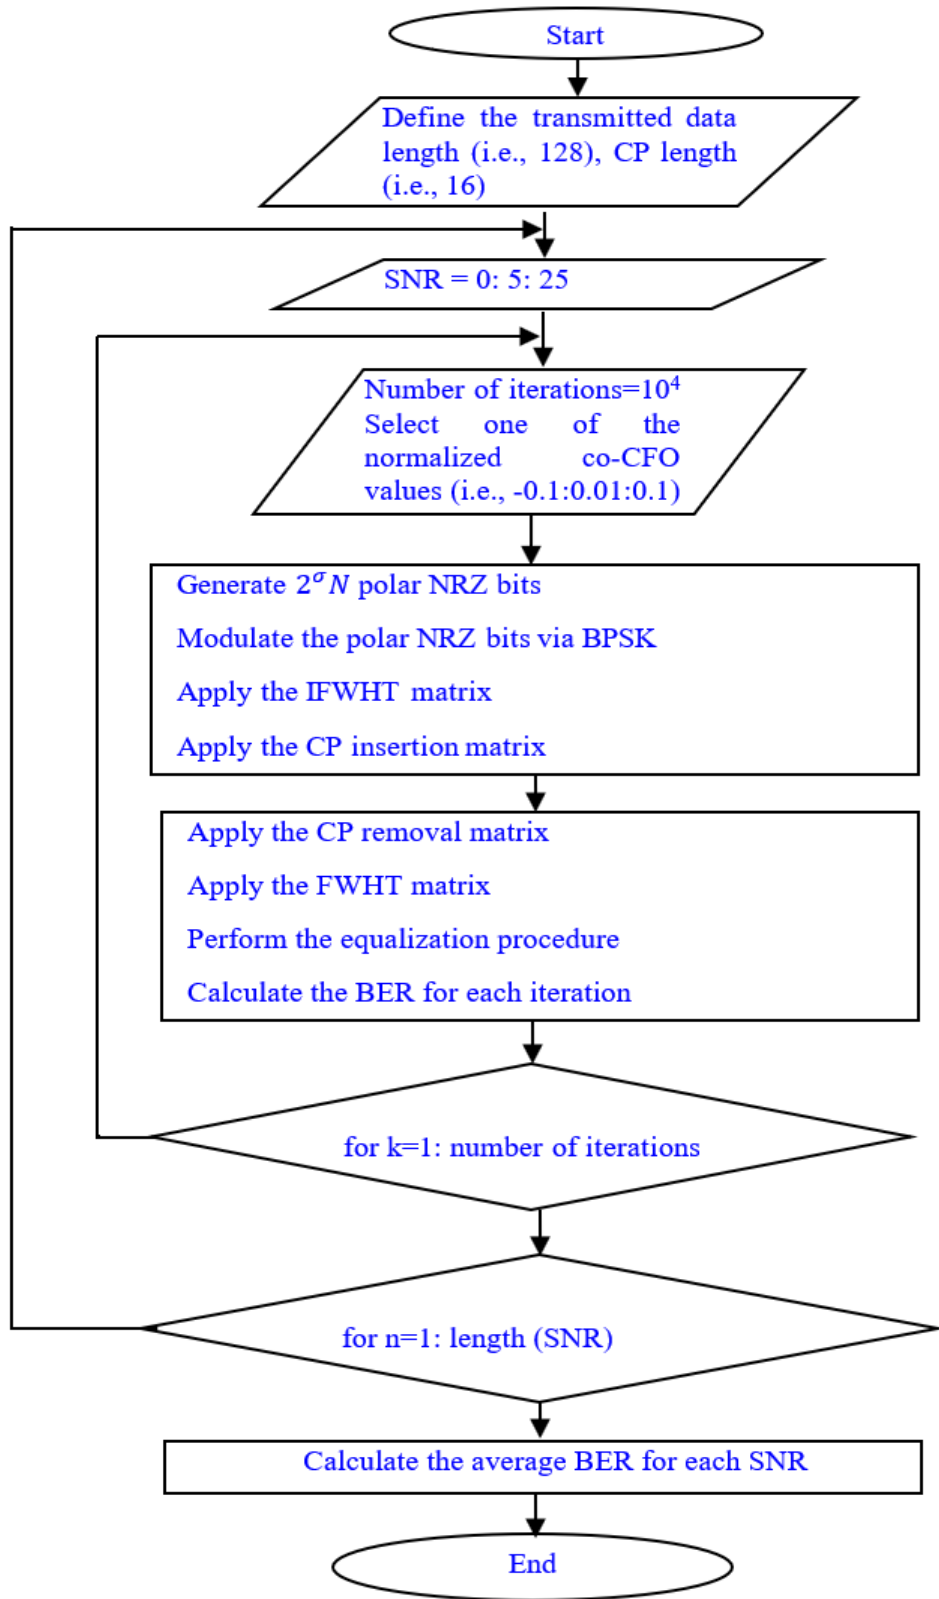 Start
Define the transmitted data
length (i.e., 128), CP length
(i.e., 16)
SNR = 0: 5: 25
Number of iterations=10⁴
Select one of the
normalized co-CFO
values (i.e., -0.1:0.01:0.1)
Generate 2^σ N polar NRZ bits
Modulate the polar NRZ bits via BPSK
Apply the IFWHT matrix
Apply the CP insertion matrix
Apply the CP removal matrix
Apply the FWHT matrix
Perform the equalization procedure
Calculate the BER for each iteration
for k=1: number of iterations
for n=1: length (SNR)
Calculate the average BER for each SNR
End